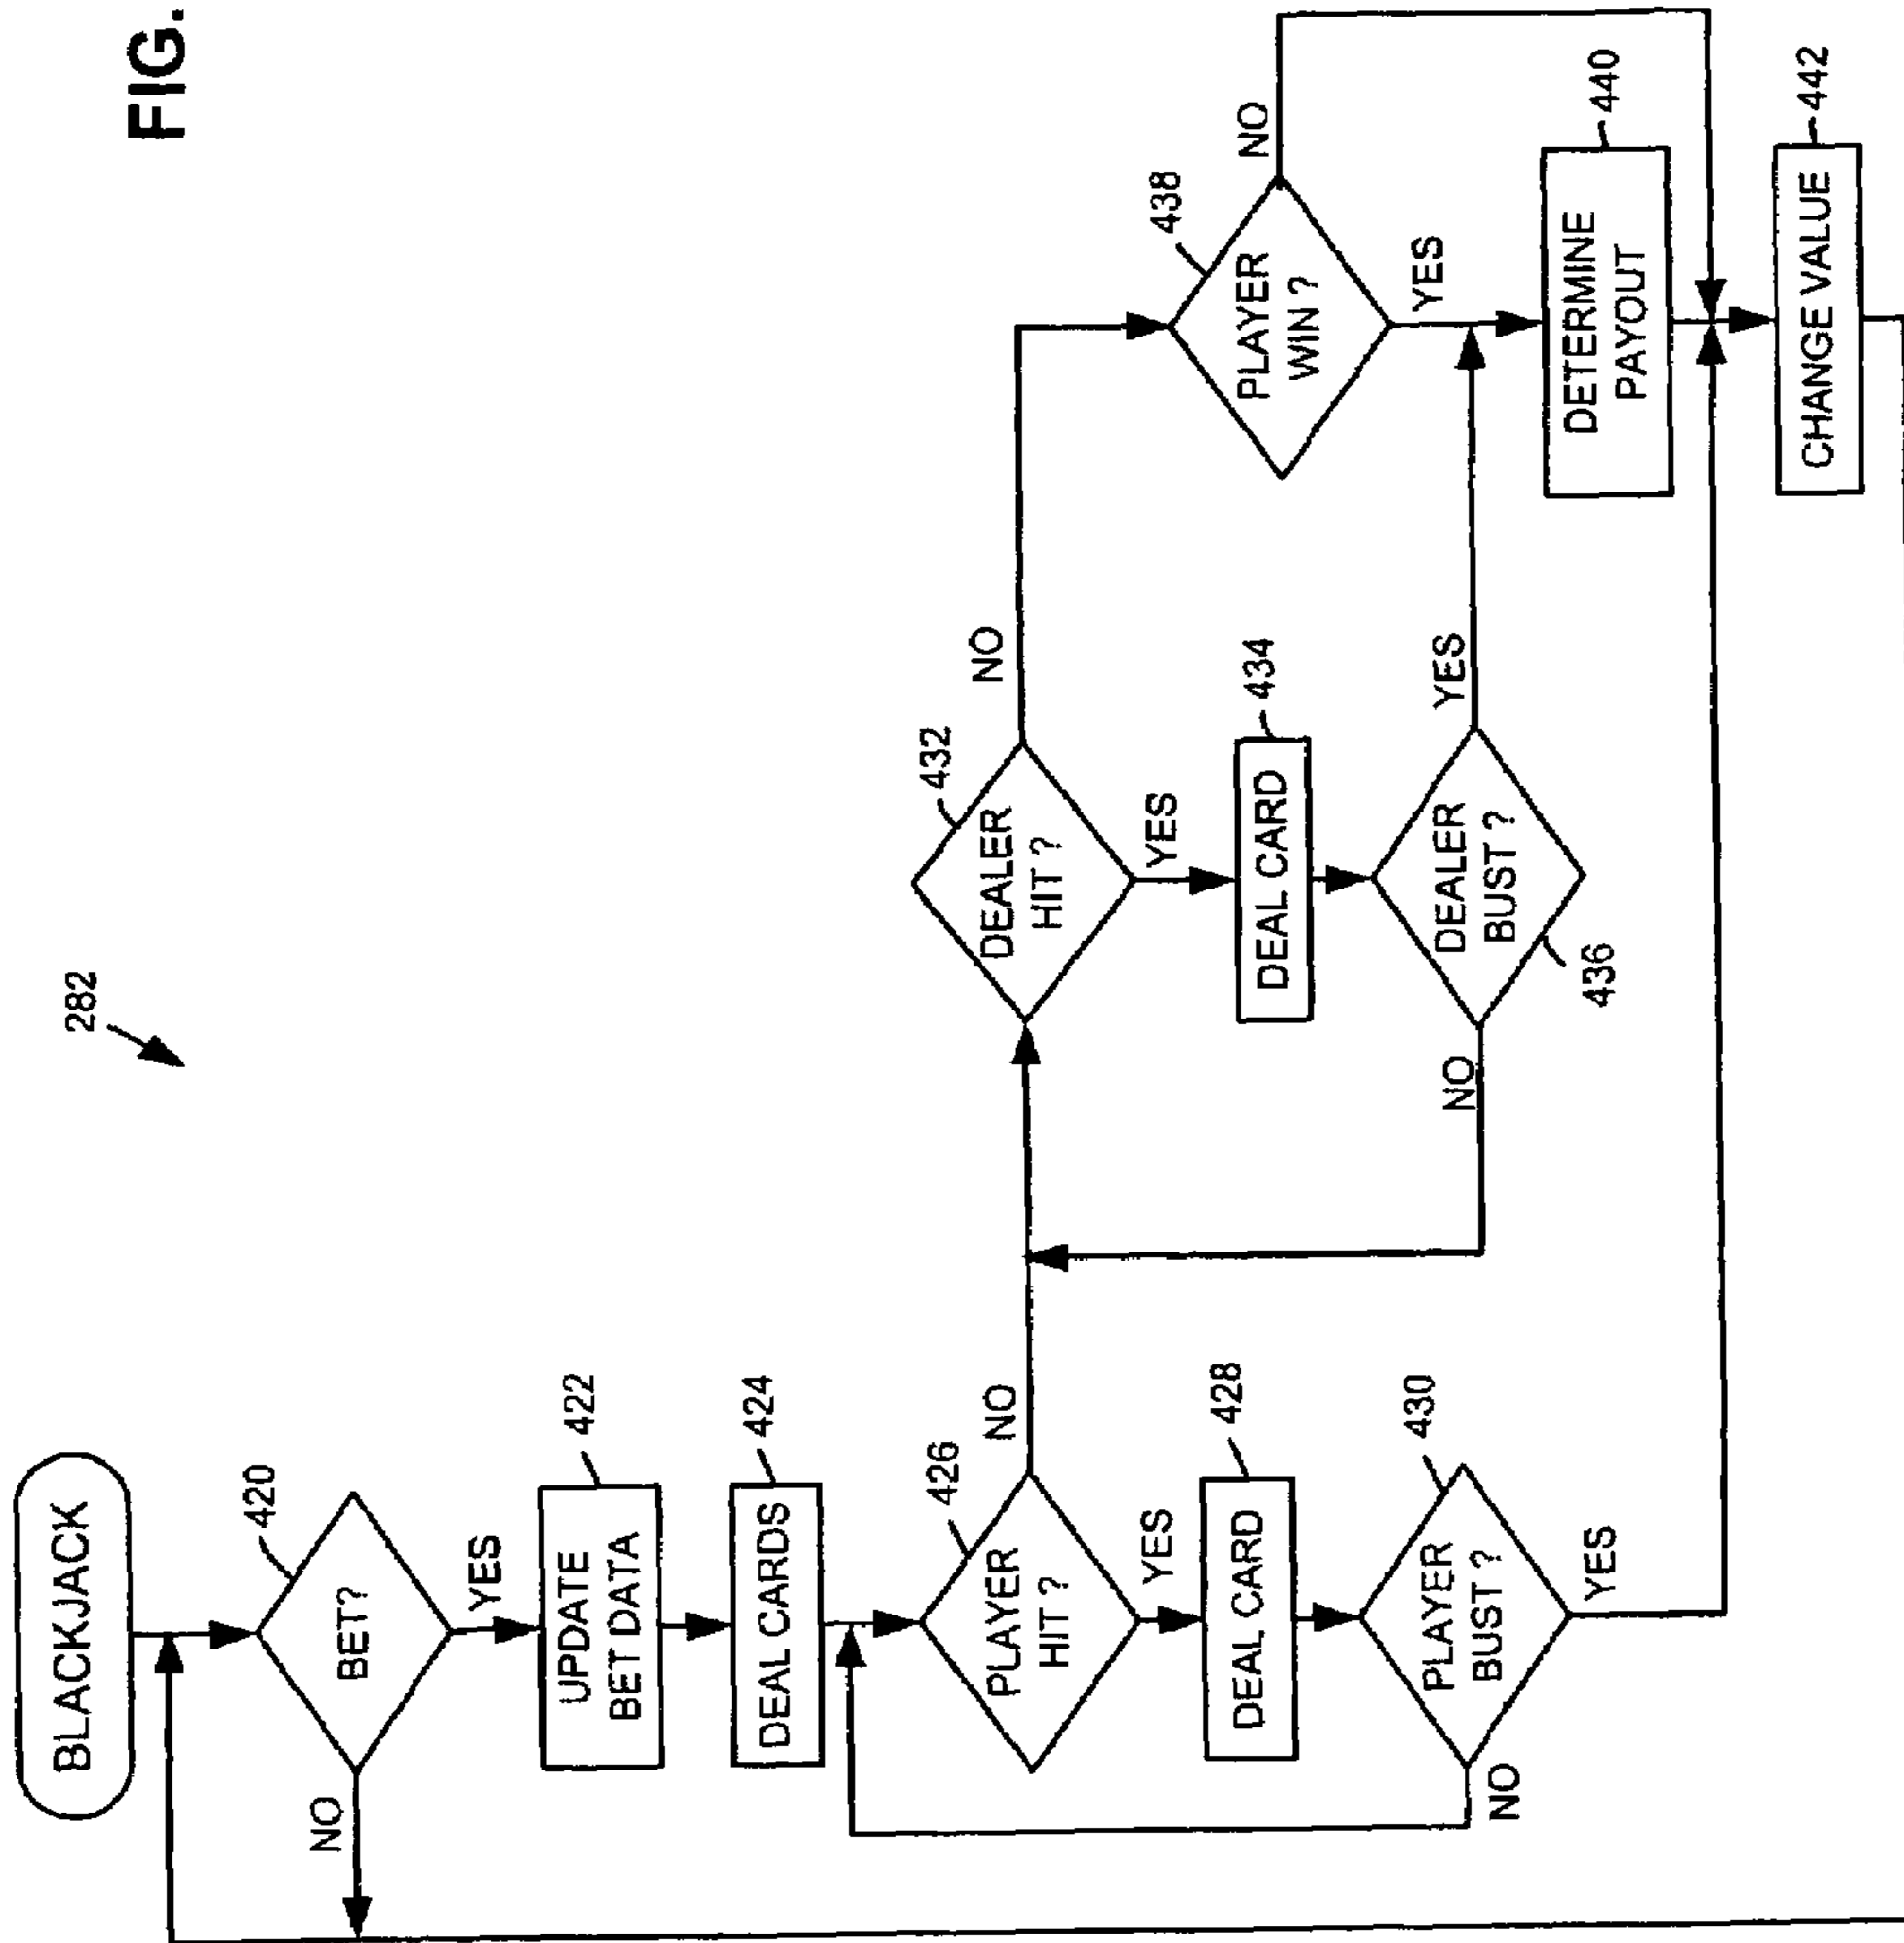 FIG.
282
BLACKJACK
420
BET?
NO
YES
422
UPDATE
BET DATA
424
DEAL CARDS
426
PLAYER
HIT ?
NO
YES
428
DEAL CARD
430
PLAYER
BUST ?
NO
YES
432
DEALER
HIT ?
NO
YES
434
DEAL CARD
DEALER
BUST ?
436
NO
YES
438
PLAYER
WIN ?
NO
YES
440
DETERMINE
PAYOUT
442
CHANGE VALUE